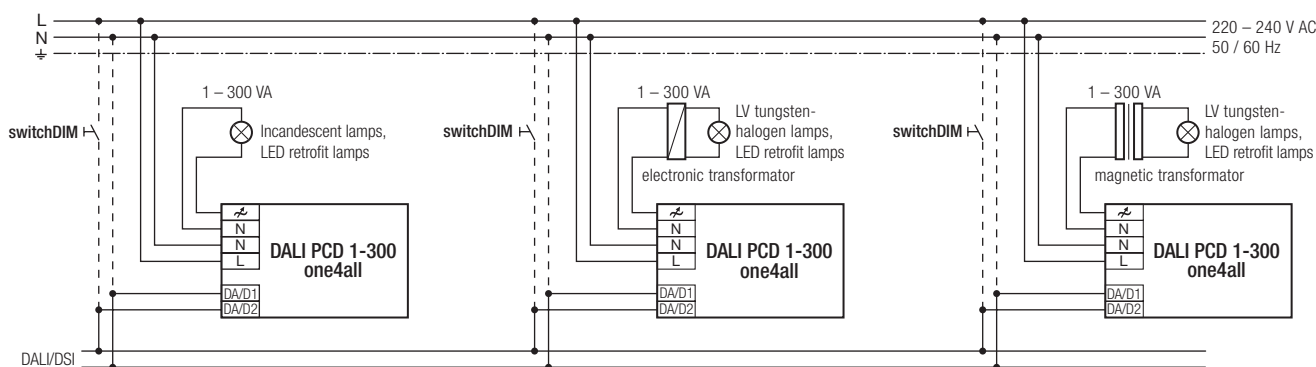 L
N
220 – 240 V AC
50 / 60 Hz
1 – 300 VA
switchDIM
Incandescent lamps,
LED retrofit lamps
N
N
L
DALI PCD 1-300
one4all
DA/D1
DA/D2
1 – 300 VA
switchDIM
LV tungsten-
halogen lamps,
LED retrofit lamps
electronic transformator
N
N
L
DALI PCD 1-300
one4all
DA/D1
DA/D2
1 – 300 VA
switchDIM
LV tungsten-
halogen lamps,
LED retrofit lamps
magnetic transformator
N
N
L
DALI PCD 1-300
one4all
DA/D1
DA/D2
DALI/DSI